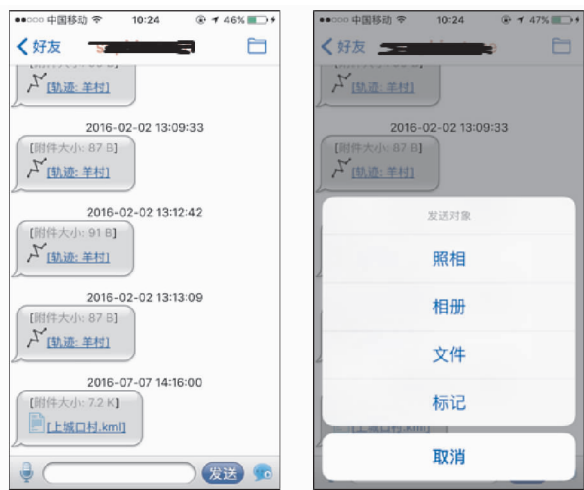 中国移动 10:24 46%
好友
[轨迹: 羊村]
2016-02-02 13:09:33
[附件大小: 87 B]
[轨迹: 羊村]
2016-02-02 13:12:42
[附件大小: 91 B]
[轨迹: 羊村]
2016-02-02 13:13:09
[附件大小: 87 B]
[轨迹: 羊村]
2016-07-07 14:16:00
[附件大小: 7.2 K]
[上城口村.kml]
发送
中国移动 10:24 47%
好友
[轨迹: 羊村]
2016-02-02 13:09:33
[附件大小: 87 B]
[轨迹: 羊村]
发送对象
照相
相册
文件
标记
[上城口村.kml]
取消